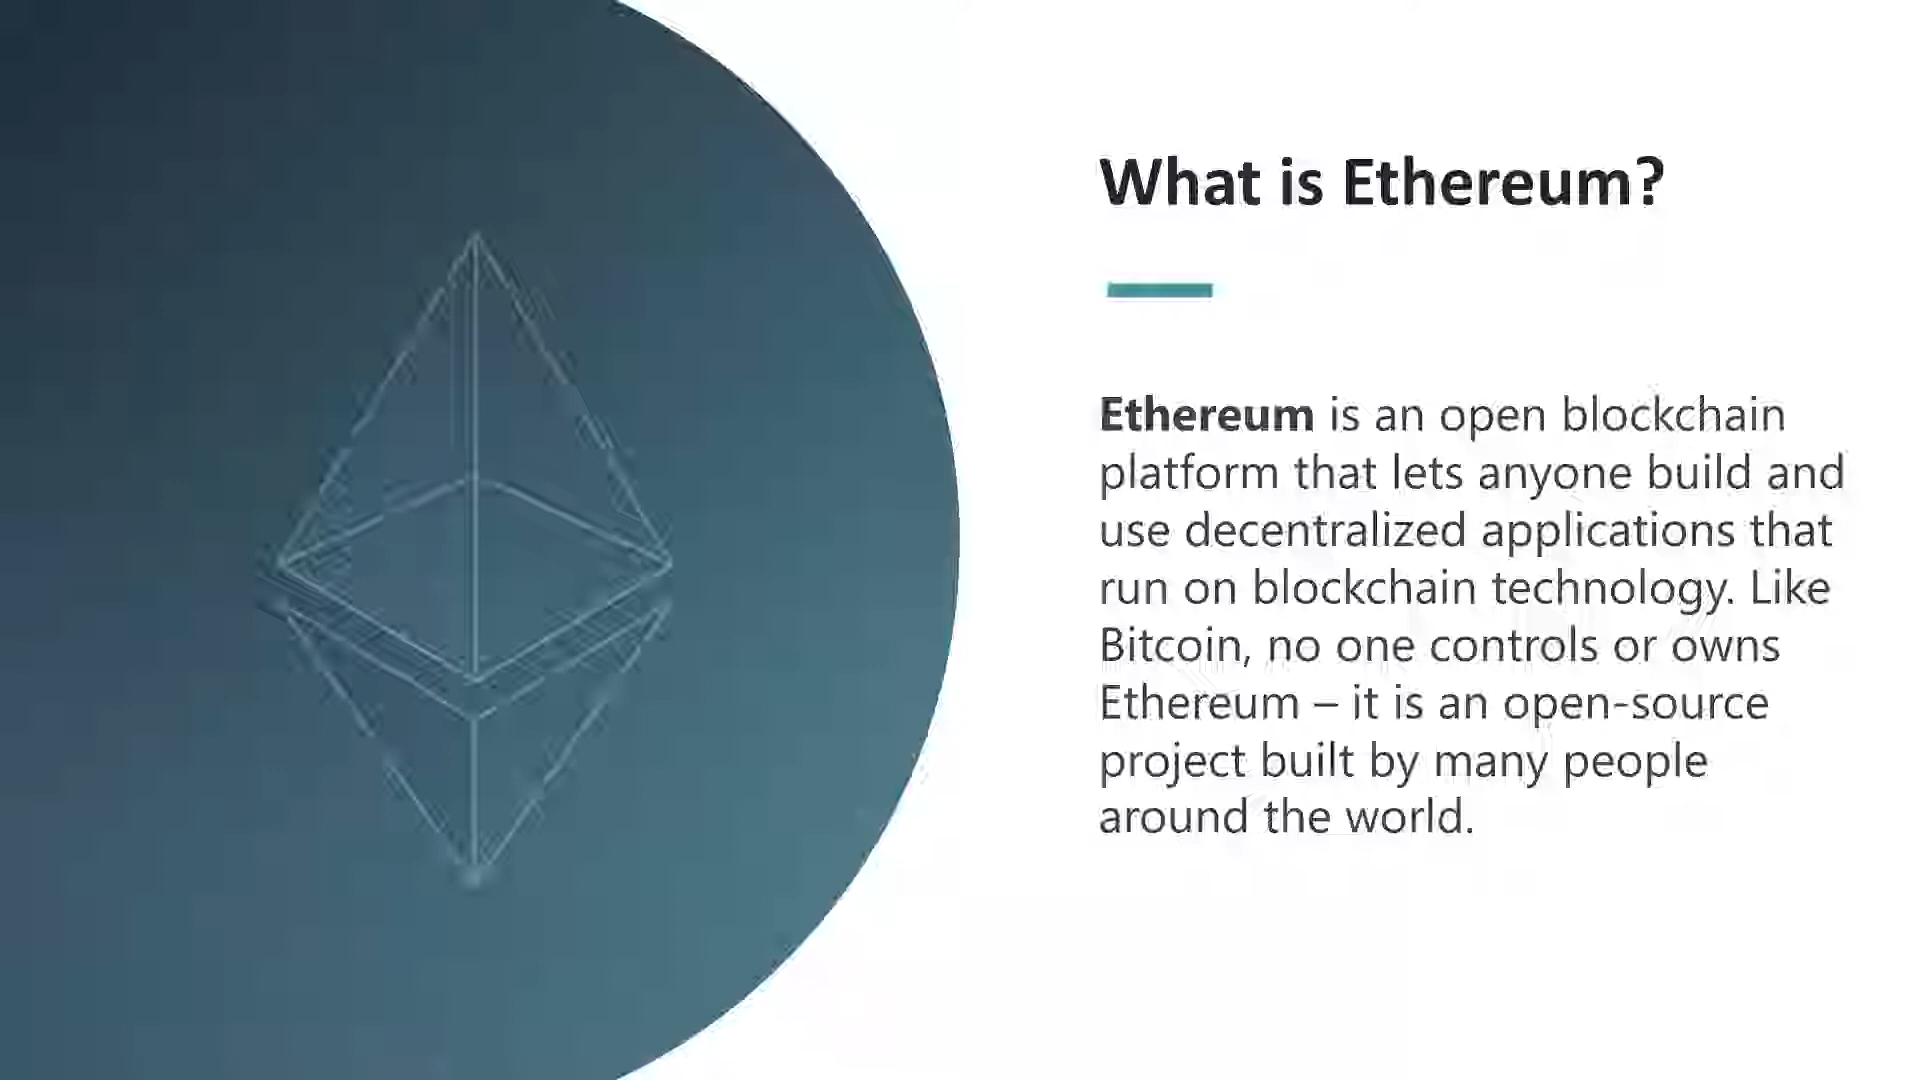 What is Ethereum?
Ethereum is an open blockchain
platform that lets anyone build and
use decentralized applications that
run on blockchain technology. Like
Bitcoin, no one controls or owns
Ethereum – it is an open-source
project built by many people
around the world.